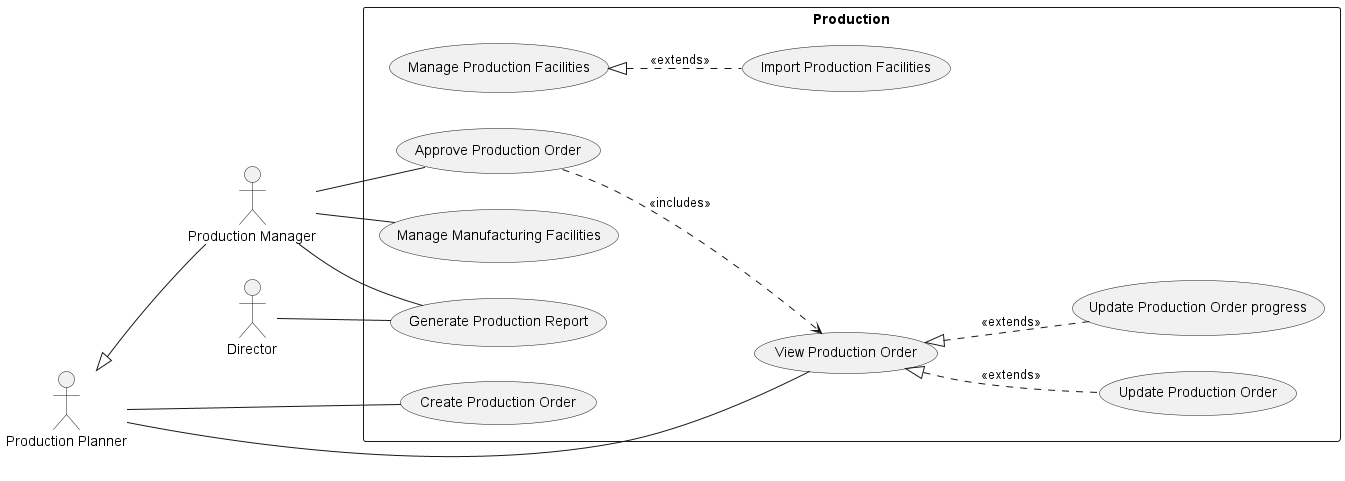 Production
Manage Production Facilities
«extends»
Import Production Facilities
Approve Production Order
«includes»
Production Manager
Manage Manufacturing Facilities
Generate Production Report
Director
View Production Order
«extends»
Update Production Order progress
«extends»
Update Production Order
Create Production Order
Production Planner